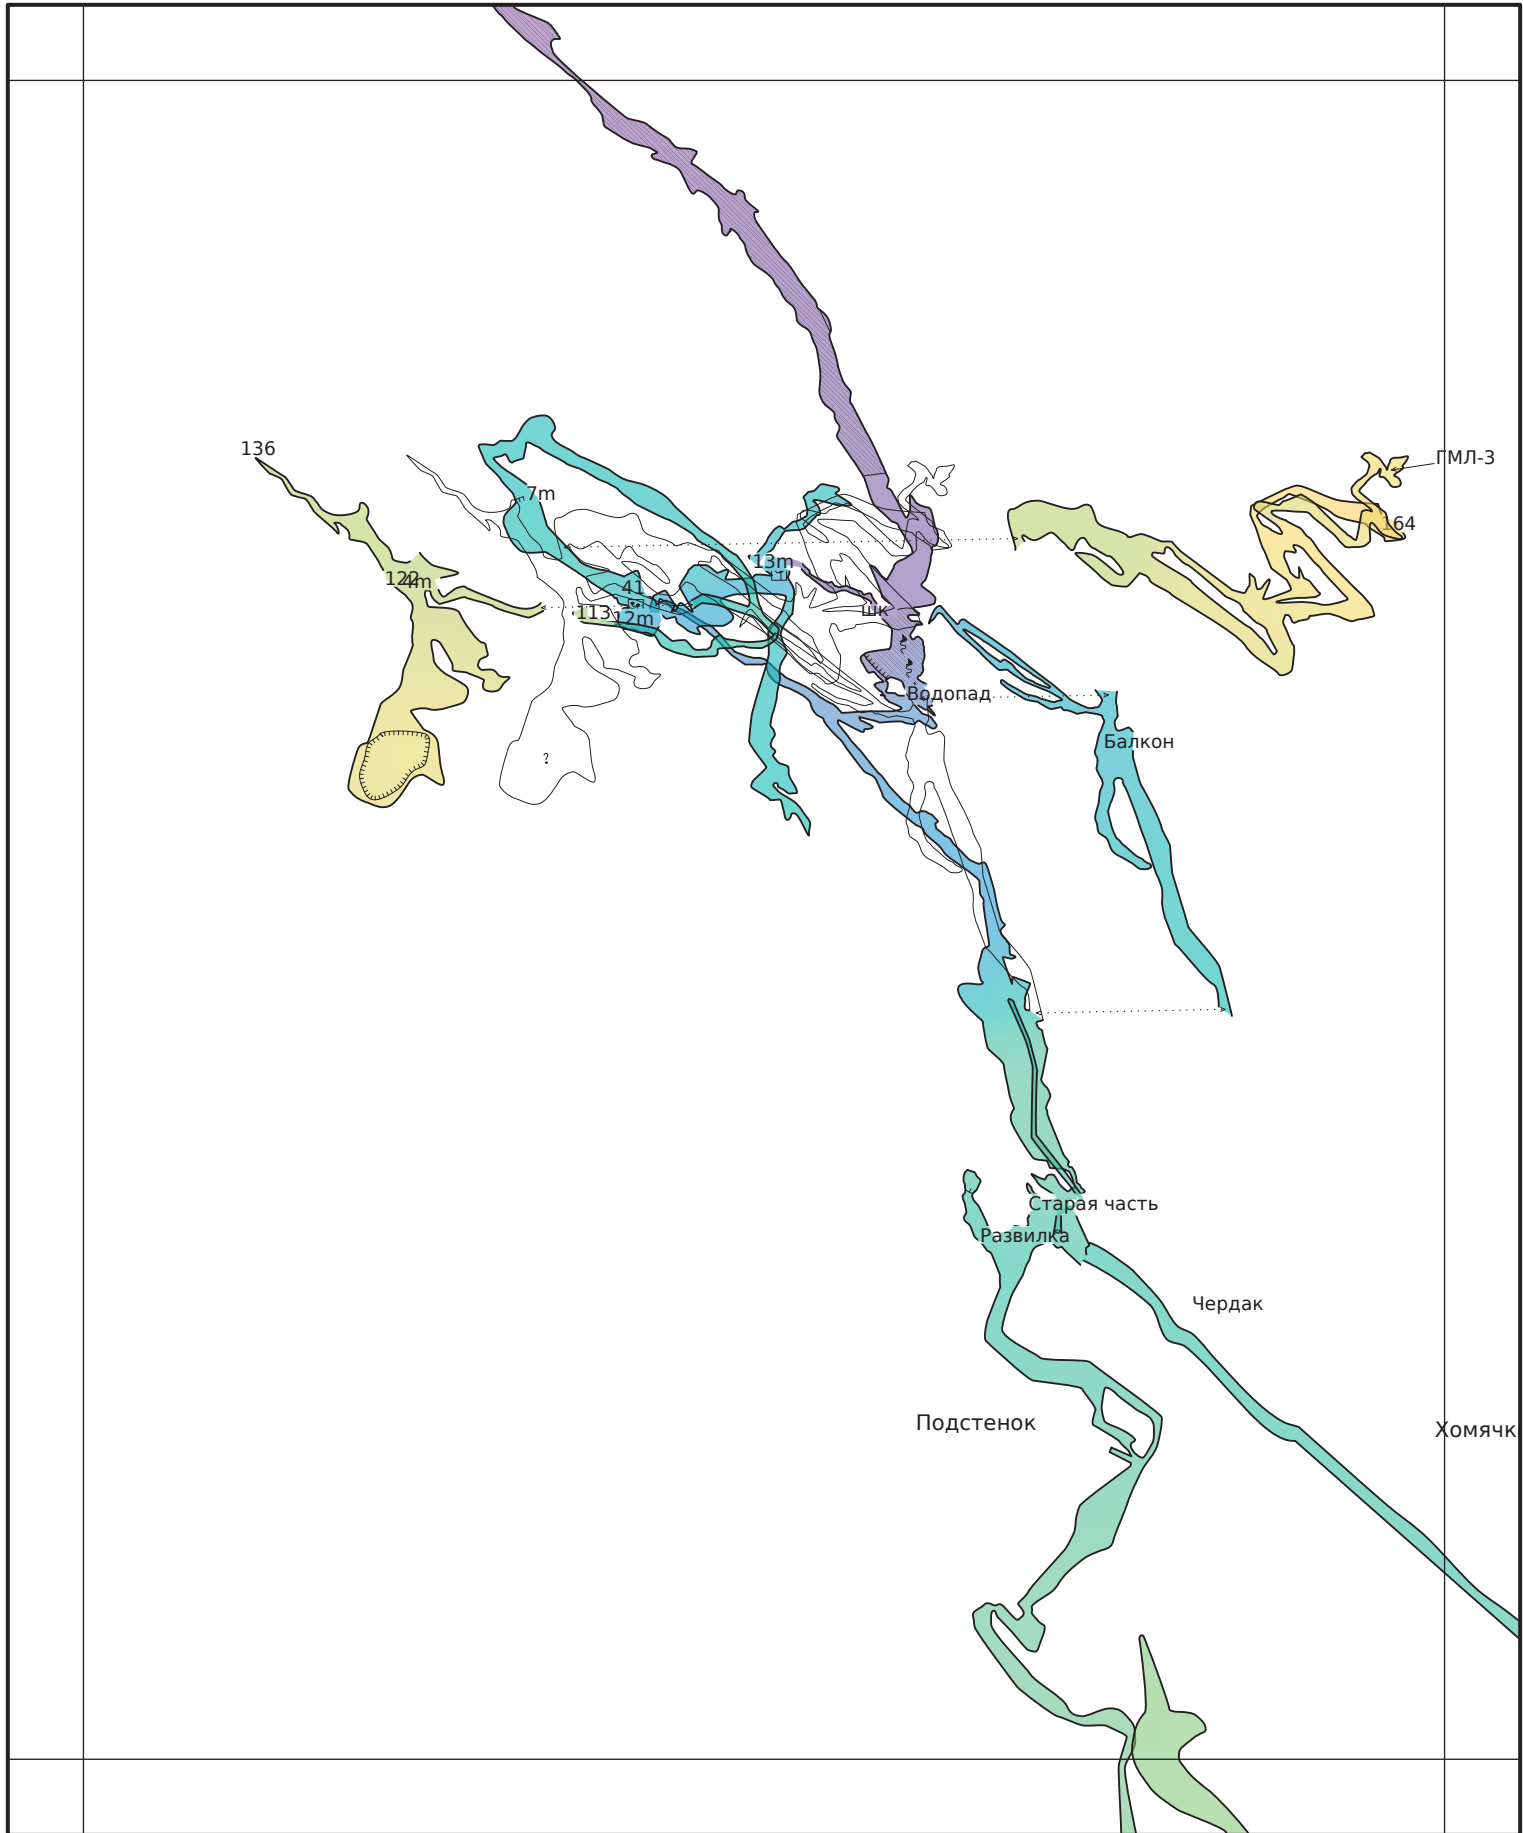 136
ГМЛ-3
7m
164
13m
122
4m
41
113
12m
шк
Водопад
Балкон
?
Старая часть
Развилка
Чердак
Подстенок
Хомячк